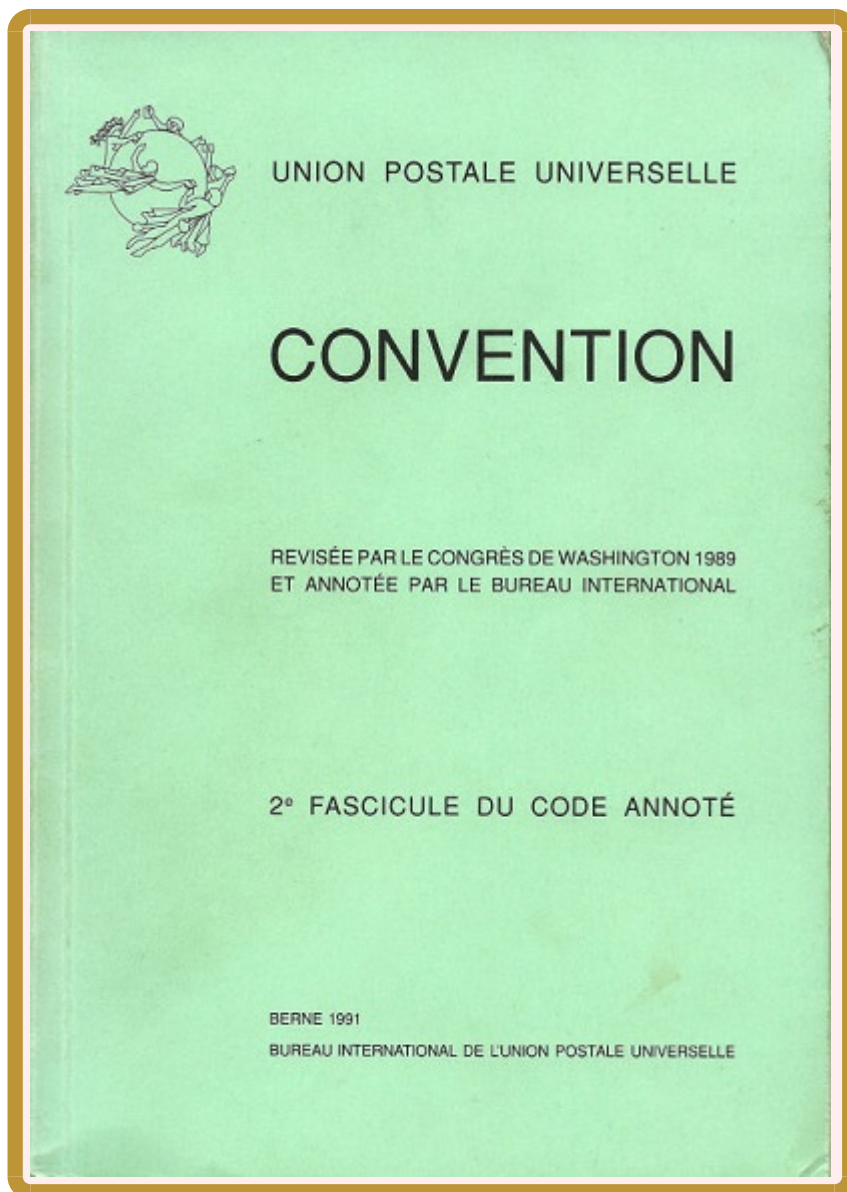 UNION POSTALE UNIVERSELLE
CONVENTION
REVISÉE PAR LE CONGRÈS DE WASHINGTON 1989
ET ANNOTÉE PAR LE BUREAU INTERNATIONAL
2e FASCICULE DU CODE ANNOTÉ
BERNE 1991
BUREAU INTERNATIONAL DE L'UNION POSTALE UNIVERSELLE